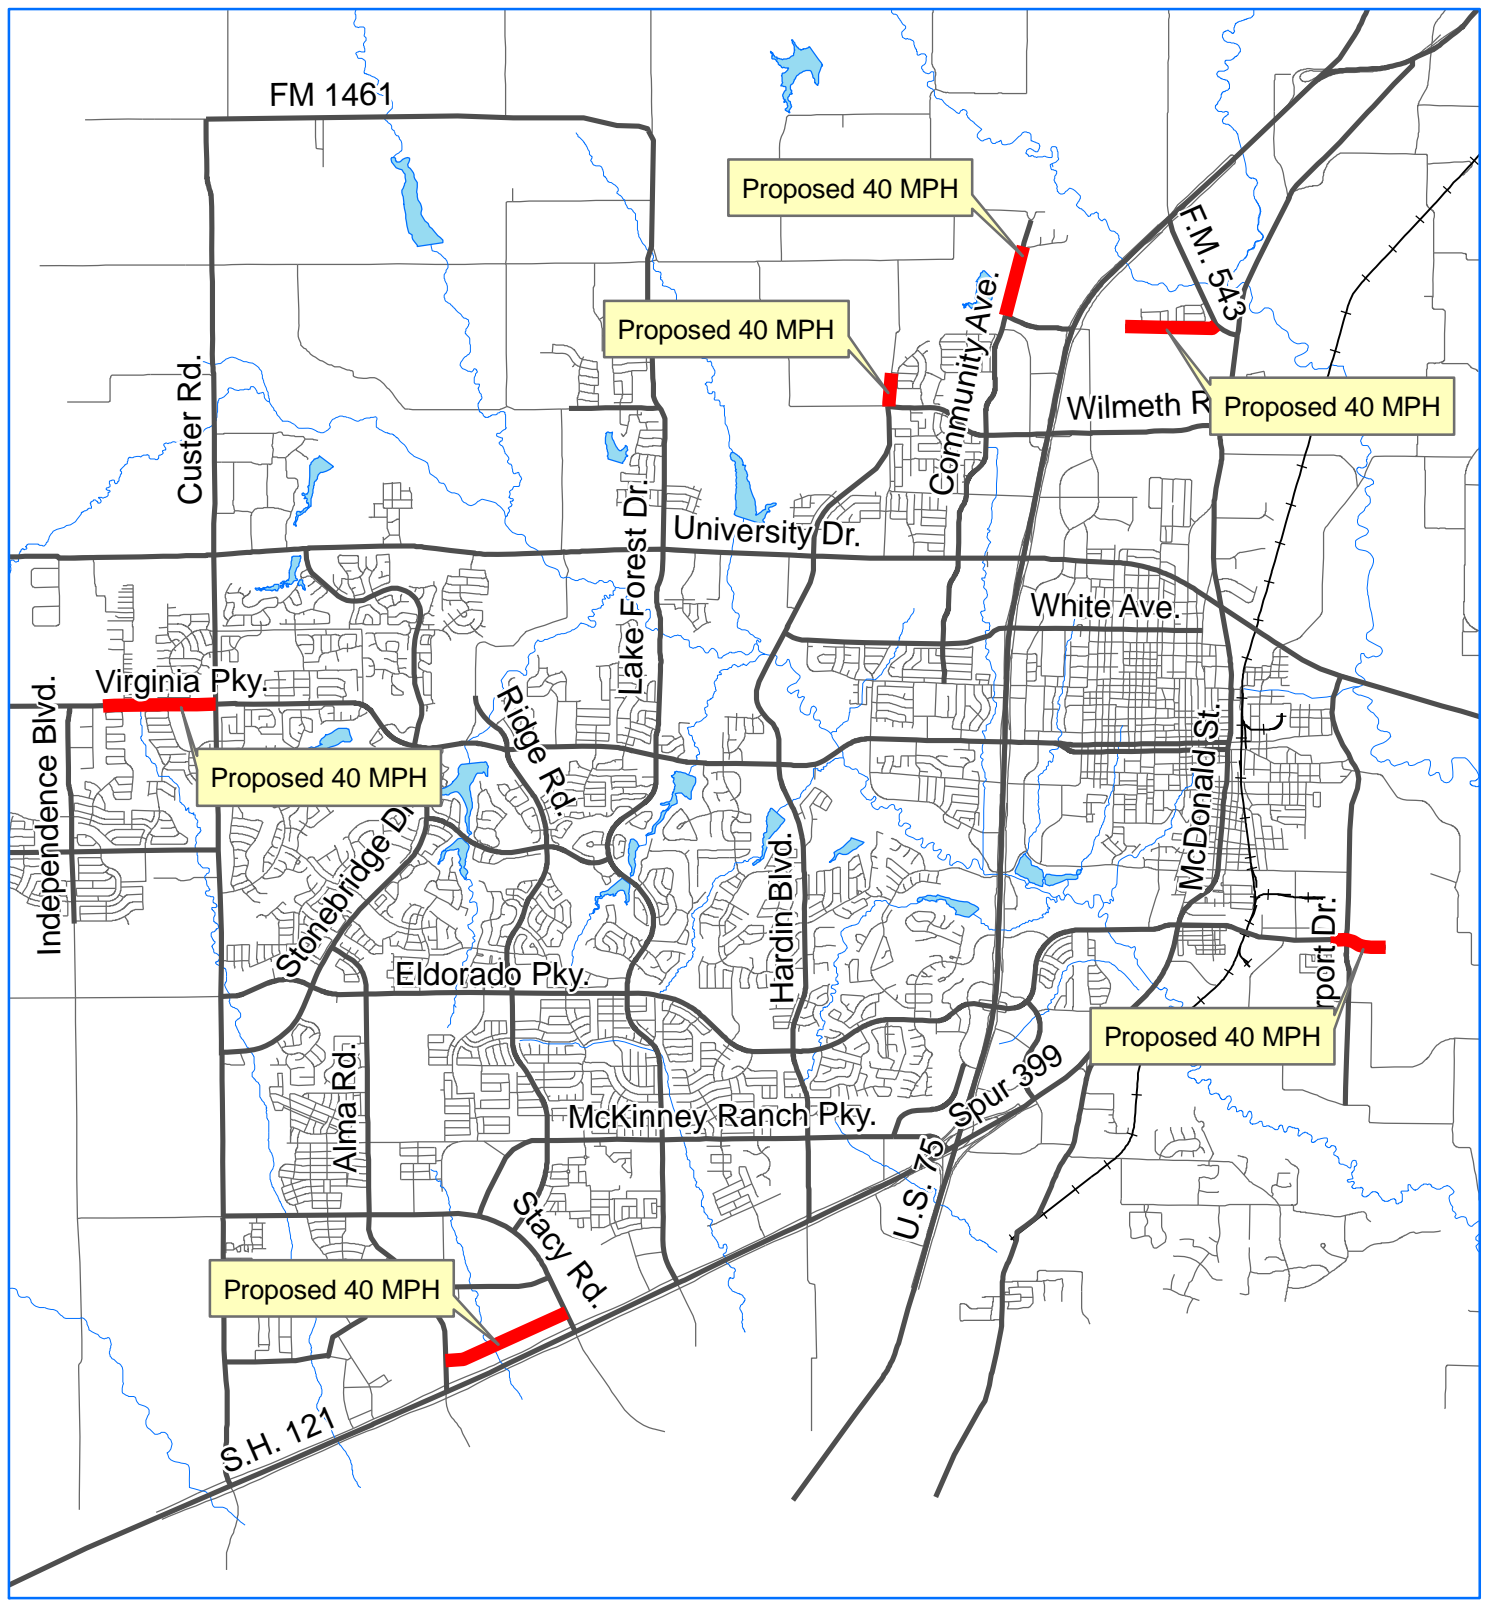 FM 1461
Proposed 40 MPH
F.M. 543
Proposed 40 MPH
Community Ave.
Custer Rd.
Wilmeth R
Proposed 40 MPH
Lake Forest Dr.
University Dr.
White Ave.
Virginia Pky.
Independence Blvd.
Ridge Rd.
McDonald St.
Proposed 40 MPH
Stonebridge Dr
Hardin Blvd.
Eldorado Pky.
rport Dr.
Proposed 40 MPH
Alma Rd.
Spur 399
McKinney Ranch Pky.
U.S. 75
Stacy Rd.
Proposed 40 MPH
S.H. 121